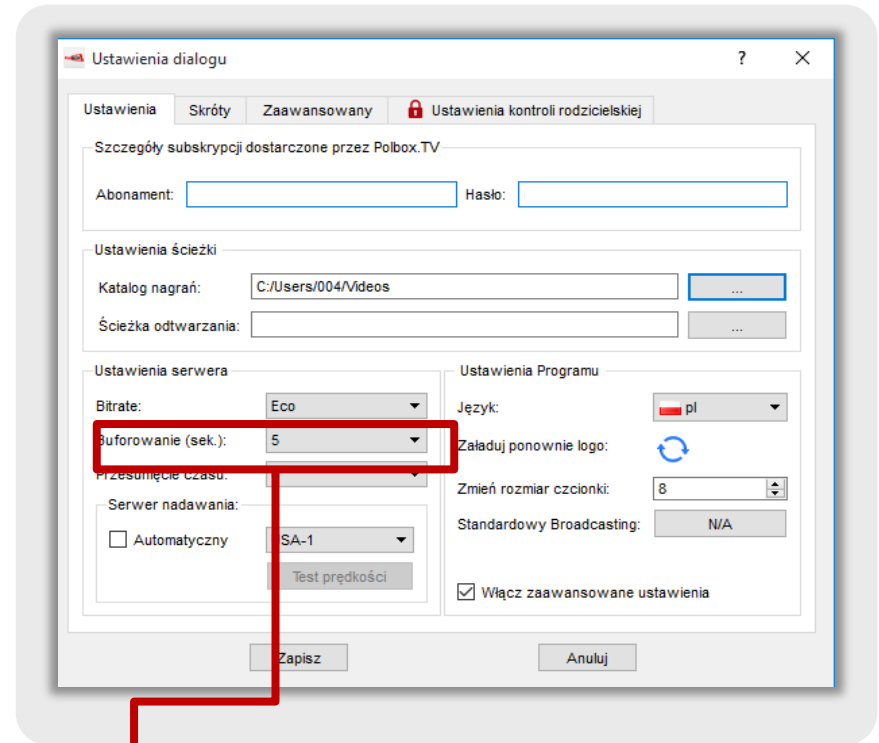 Ustawienia dialogu ?
Ustawienia Skróty Zaawansowany Ustawienia kontroli rodzicielskiej
Szczegóły subskrypcji dostarczone przez Polbox.TV
Abonament: Hasło:
Ustawienia ścieżki
Katalog nagrań: C:/Users/004/Videos ...
Ścieżka odtwarzania: ...
Ustawienia serwera
Bitrate: Eco
Buforowanie (sek.): 5
Przesunięcie czasu:
Serwer nadawania:
Automatyczny SA-1
Test prędkości
Ustawienia Programu
Język: pl
Załaduj ponownie logo:
Zmień rozmiar czcionki: 8
Standardowy Broadcasting: N/A
Włącz zaawansowane ustawienia
Zapisz Anuluj